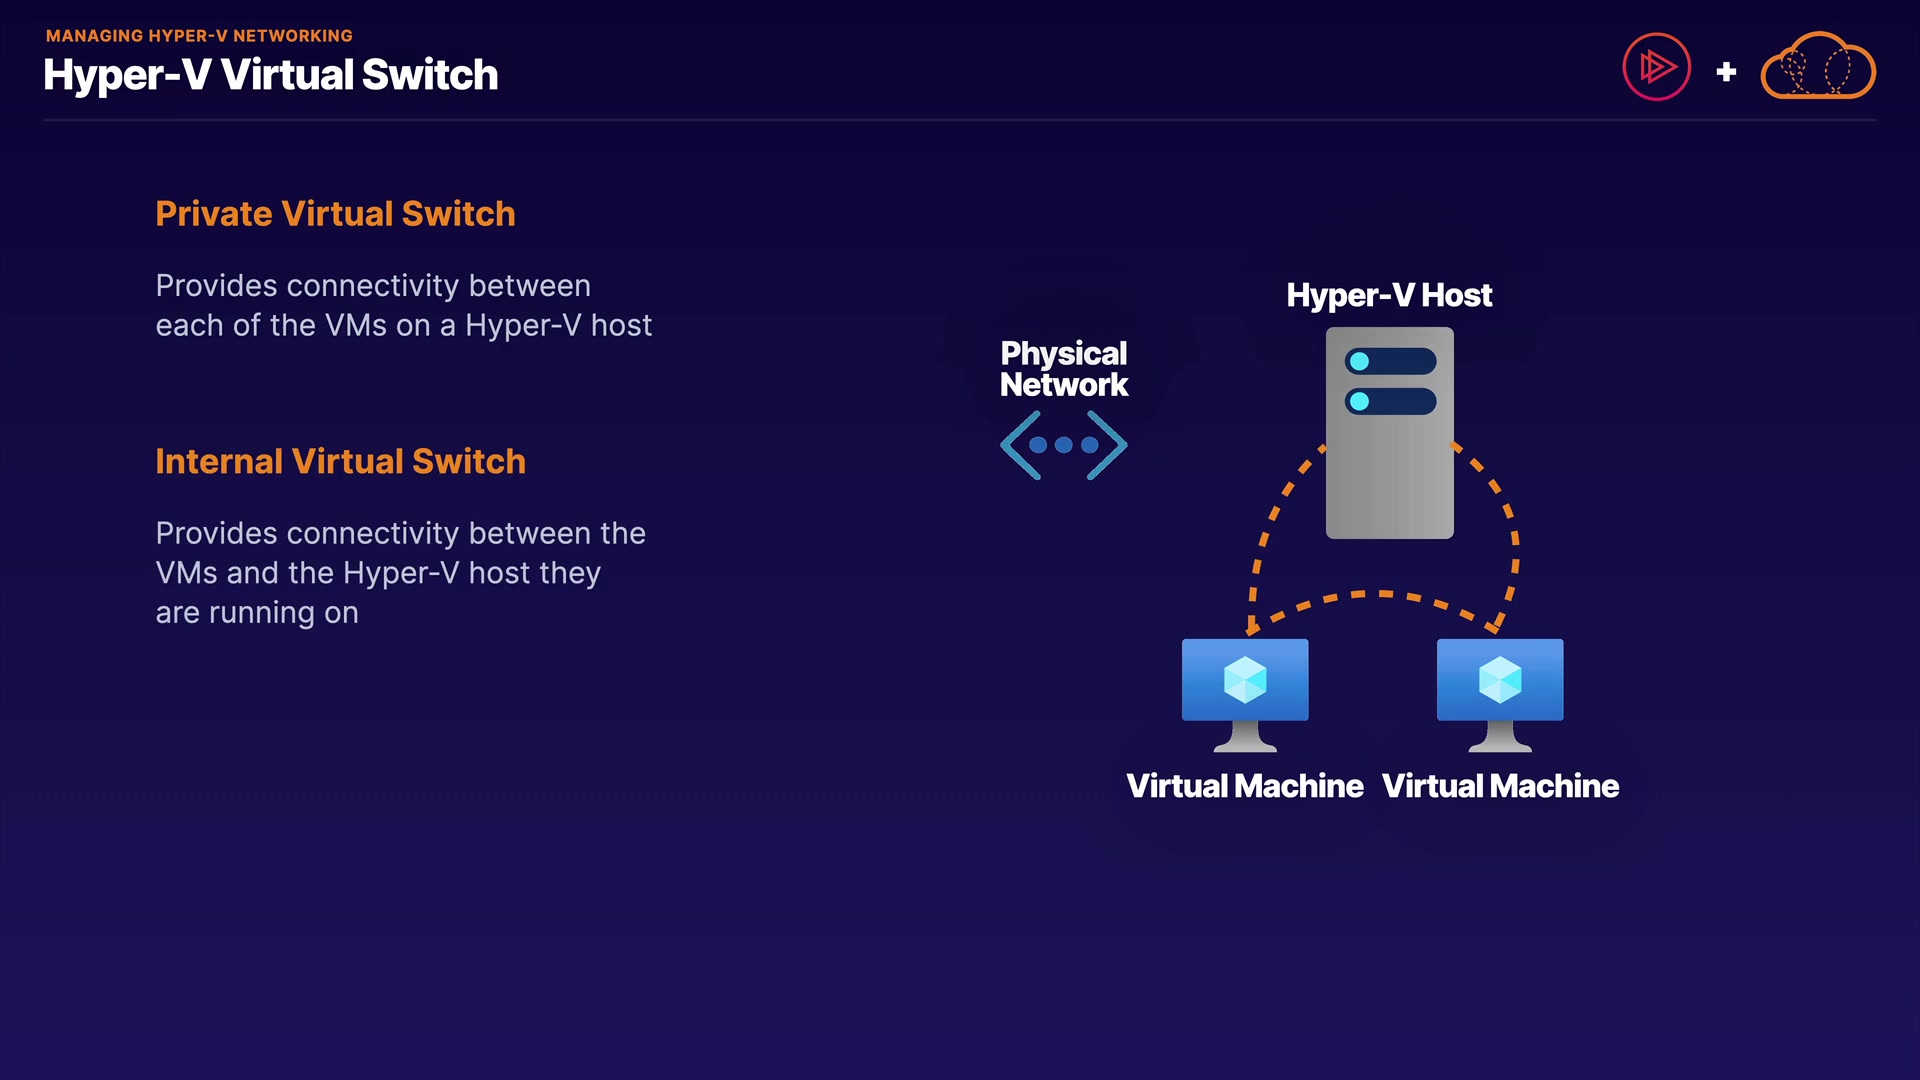 MANAGING HYPER-V NETWORKING
Hyper-V Virtual Switch
Private Virtual Switch
Provides connectivity between
each of the VMs on a Hyper-V host
Internal Virtual Switch
Provides connectivity between the
VMs and the Hyper-V host they
are running on
Physical
Network
Hyper-V Host
Virtual Machine
Virtual Machine